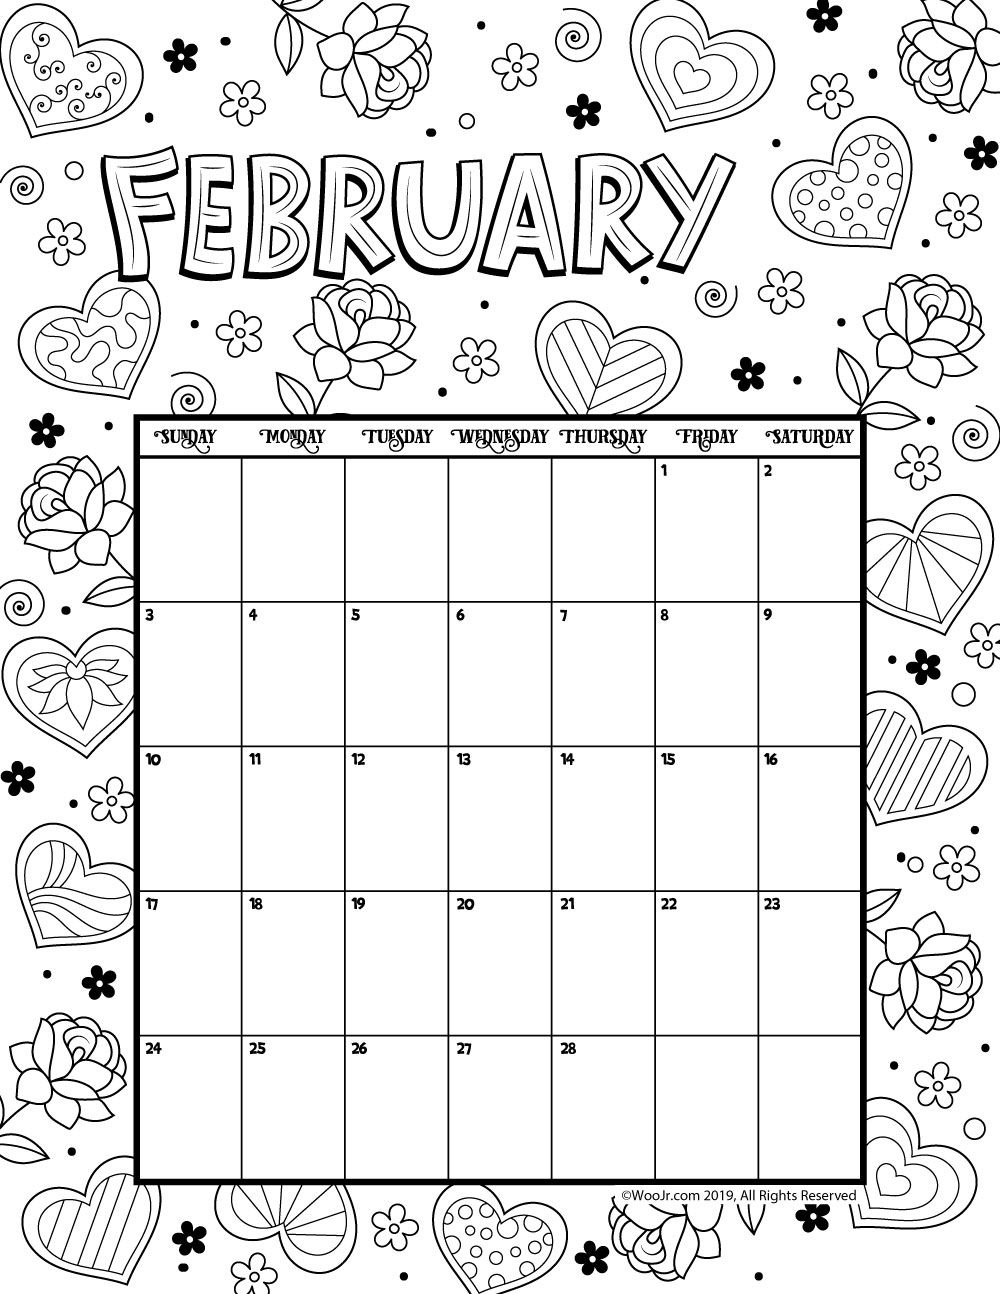 FEBRUARY
SUNDAY MONDAY TUESDAY WEDNESDAY THURSDAY FRIDAY SATURDAY
1 2
3 4 5 6 7 8 9
10 11 12 13 14 15 16
17 18 19 20 21 22 23
24 25 26 27 28
©WooJr.com 2019, All Rights Reserved